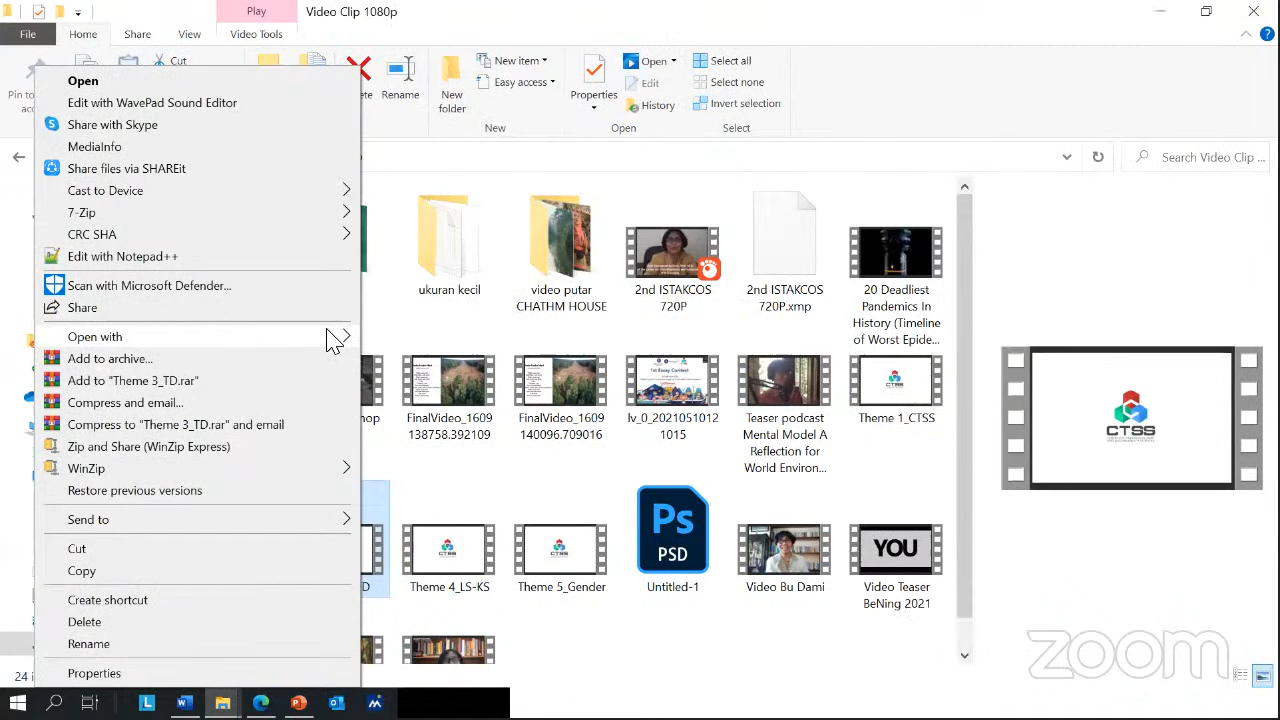 Play
Video Clip 1080p
File
Home
Share
View
Video Tools
Cut
Rename
New
folder
New item
Easy access
New
Properties
Open
Edit
History
Open
Select all
Select none
Invert selection
Select
Search Video Clip ...
Open
Edit with WavePad Sound Editor
Share with Skype
MediaInfo
Share files via SHAREit
Cast to Device
7-Zip
CRC SHA
Edit with Notepad++
Scan with Microsoft Defender...
Share
Open with
Add to archive...
Add to "Theme 3_TD.rar"
Compress and email...
Compress to "Theme 3_TD.rar" and email
Zip and Share (WinZip Express)
WinZip
Restore previous versions
Send to
Cut
Copy
Create shortcut
Delete
Rename
Properties
ukuran kecil
video putar
CHATHM HOUSE
2nd ISTAKCOS
720P
2nd ISTAKCOS
720P.xmp
20 Deadliest
Pandemics In
History (Timeline
of Worst Epide...
FinalVideo_1609
131758.392109
FinalVideo_1609
140096.709016
1st Essay Contest
lv_0_2021051012
1015
Teaser podcast
Mental Model A
Reflection for
World Environ...
CTSS
Theme 1_CTSS
CTSS
Theme 4_LS-KS
CTSS
Theme 5_Gender
Ps
PSD
Untitled-1
Video Bu Dami
YOU
Video Teaser
BeNing 2021
CTSS
zoom